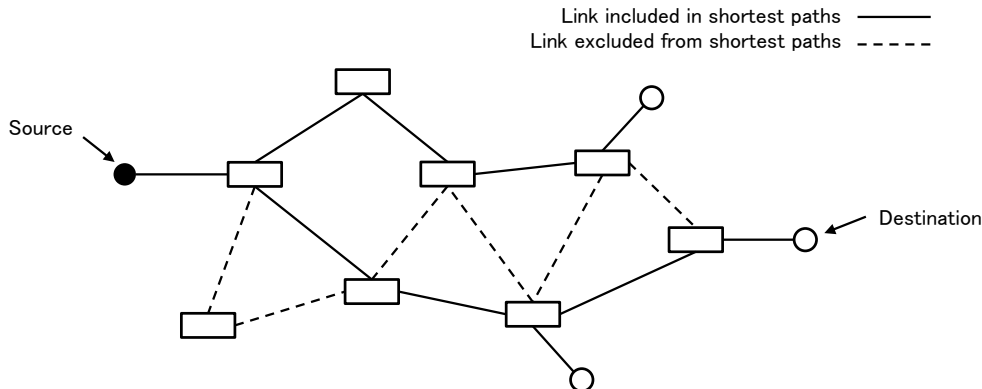 Link included in shortest paths
Link excluded from shortest paths
Source
Destination